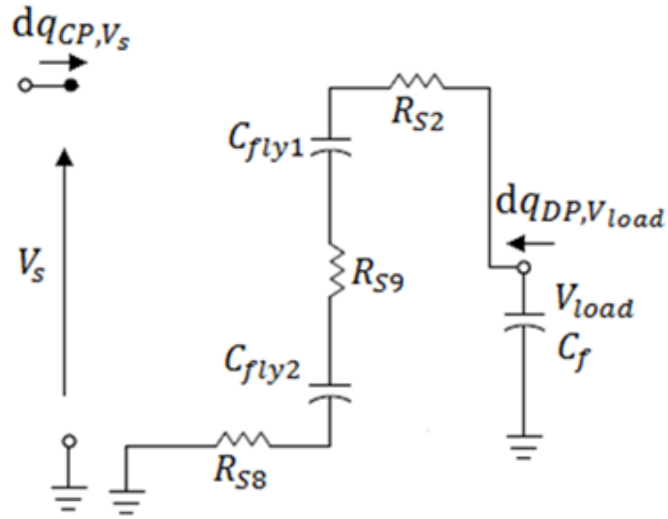 dq_{CP,V_s}
R_{S2}
C_{fly1}
dq_{DP,V_{load}}
V_s
R_{S9}
V_{load}
C_f
C_{fly2}
R_{S8}